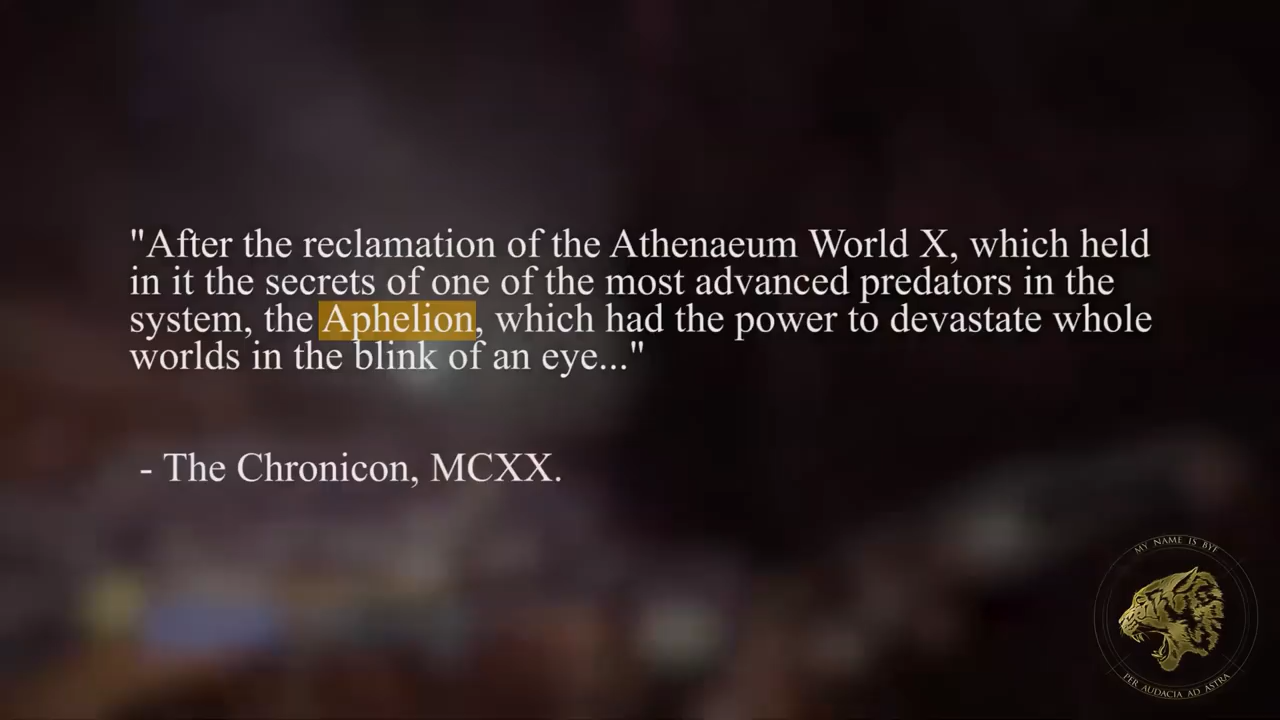 "After the reclamation of the Athenaeum World X, which held
in it the secrets of one of the most advanced predators in the
system, the Aphelion, which had the power to devastate whole
worlds in the blink of an eye..."
- The Chronicon, MCXX.
MY NAME IS BYF
PER AUDACIA AD ASTRA